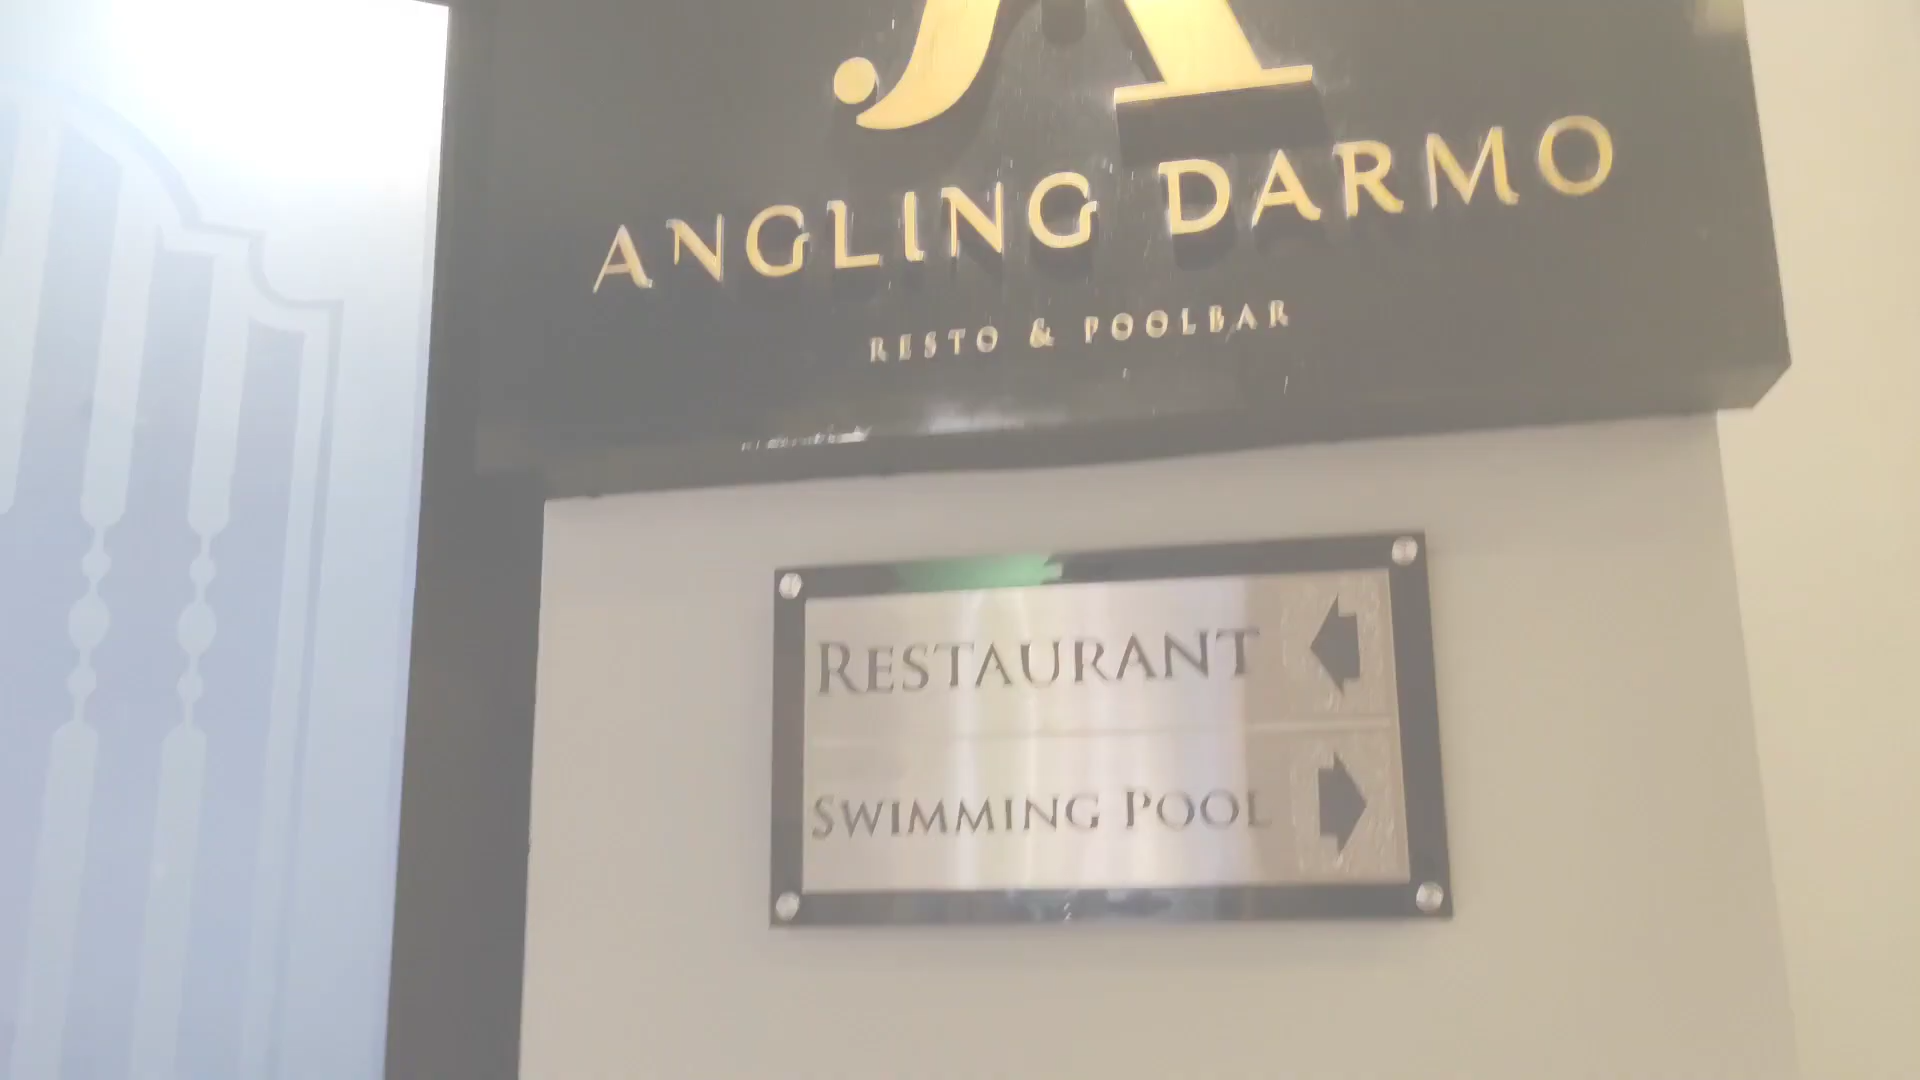 A
ANGLING DARMO
RESTO & POOLBAR
RESTAURANT
SWIMMING POOL